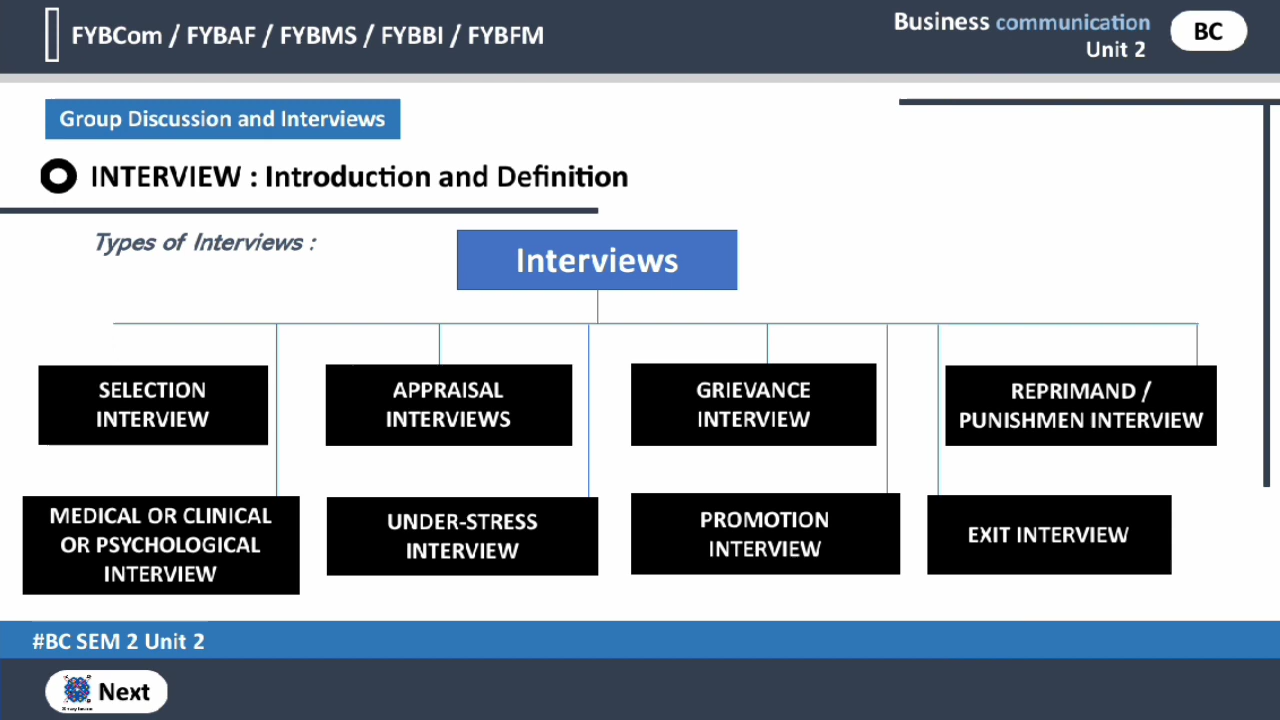 FYBCom / FYBAF / FYBMS / FYBBI / FYBFM
Business communication
Unit 2
BC
Group Discussion and Interviews
INTERVIEW : Introduction and Definition
Types of Interviews :
Interviews
SELECTION
INTERVIEW
APPRAISAL
INTERVIEWS
GRIEVANCE
INTERVIEW
REPRIMAND /
PUNISHMEN INTERVIEW
MEDICAL OR CLINICAL
OR PSYCHOLOGICAL
INTERVIEW
UNDER-STRESS
INTERVIEW
PROMOTION
INTERVIEW
EXIT INTERVIEW
#BC SEM 2 Unit 2
Next